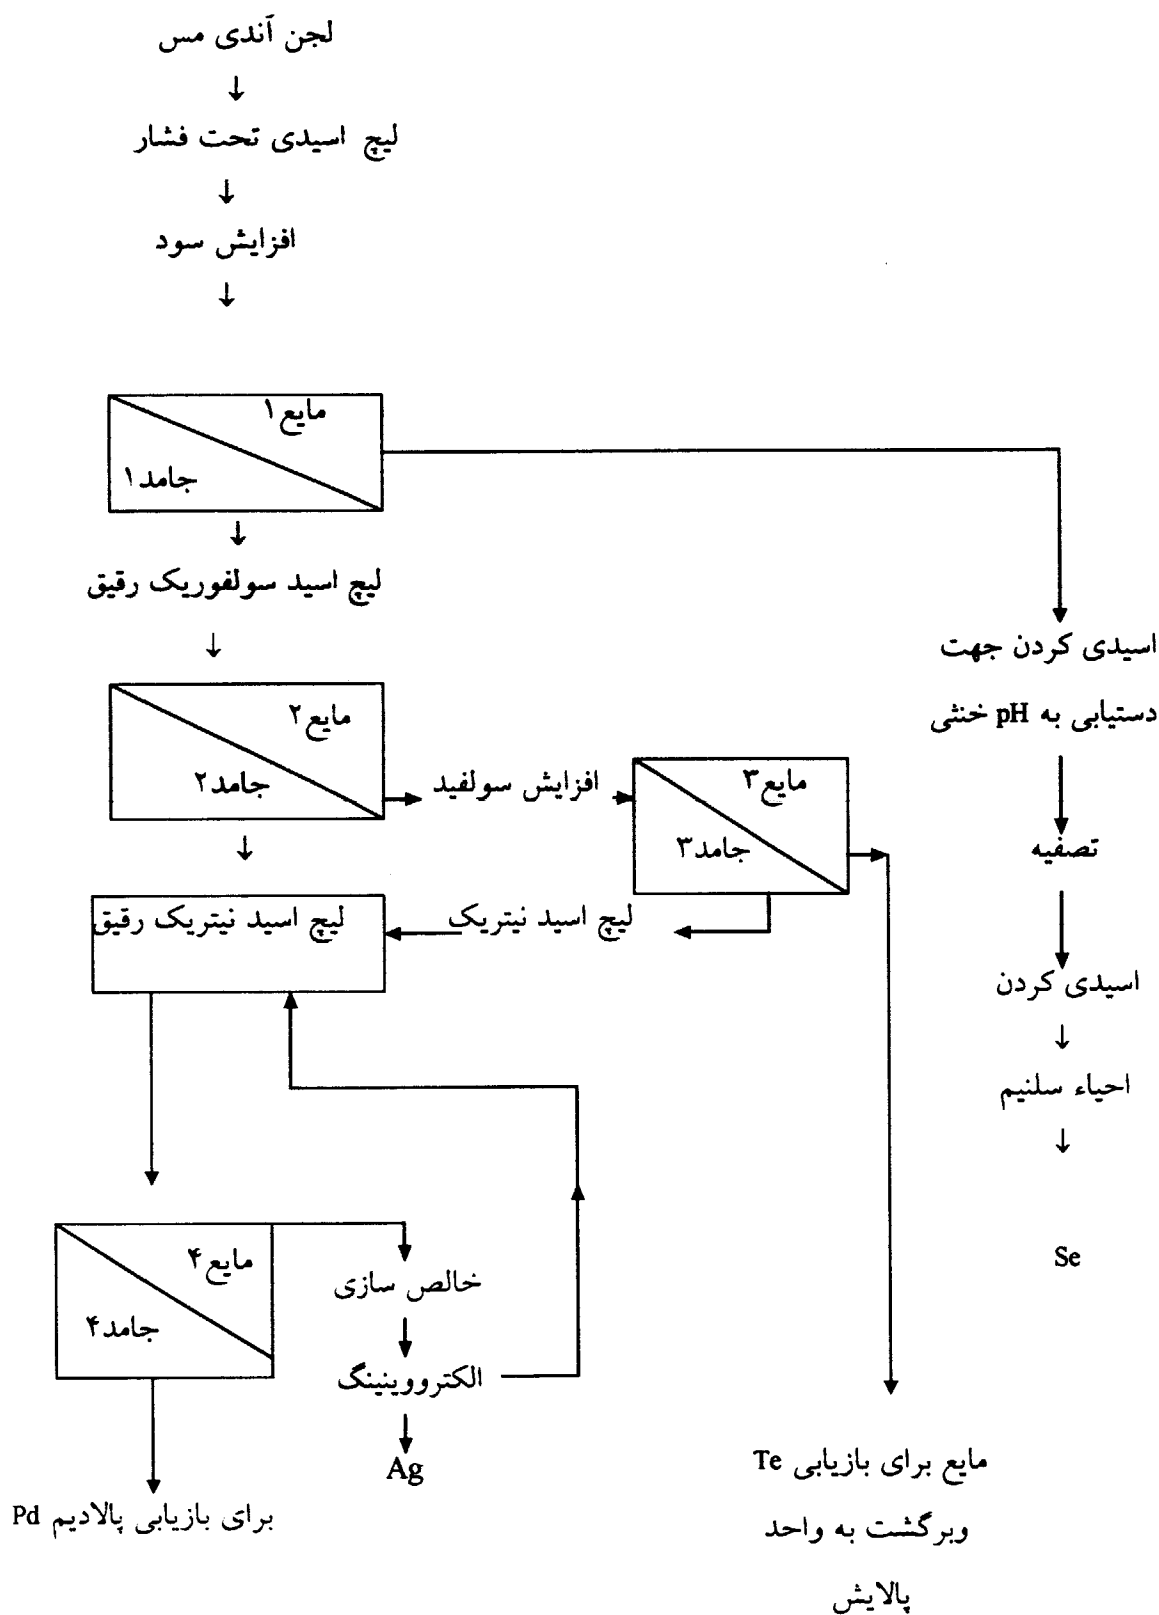 لجن آندی مس
لیچ اسیدی تحت فشار
افزایش سود
مایع۱
جامد۱
لیچ اسید سولفوریک رقیق
اسیدی کردن جهت
دستیابی به pH خنثی
مایع۲
جامد۲
افزایش سولفید
مایع۳
جامد۳
تصفیه
لیچ اسید نیتریک رقیق
لیچ اسید نیتریک
اسیدی کردن
احیاء سلنیم
Se
مایع۴
جامد۴
خالص سازی
الکترووینینگ
Ag
برای بازیابی پالادیم Pd
مایع برای بازیابی Te
وبرگشت به واحد
پالایش